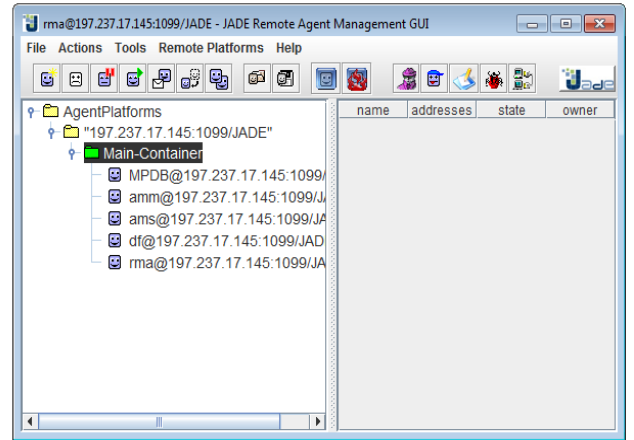 rma@197.237.17.145:1099/JADE - JADE Remote Agent Management GUI
File Actions Tools Remote Platforms Help
Jade
AgentPlatforms
"197.237.17.145:1099/JADE"
Main-Container
MPDB@197.237.17.145:1099/
amm@197.237.17.145:1099/J
ams@197.237.17.145:1099/JA
df@197.237.17.145:1099/JAD
rma@197.237.17.145:1099/JA
name addresses state owner